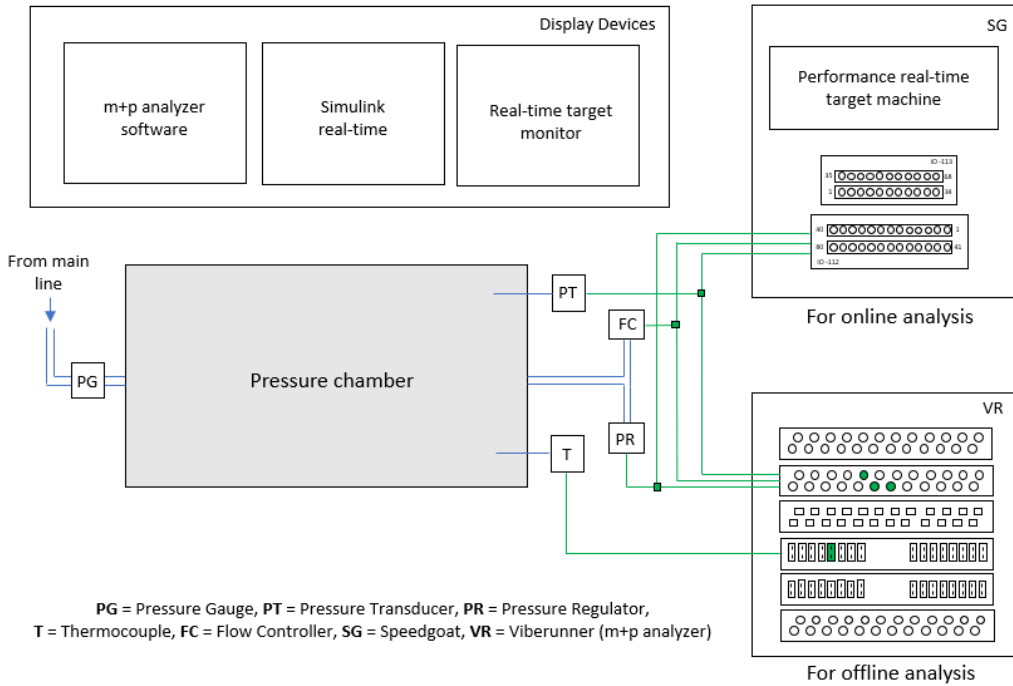 Display Devices
m+p analyzer
software
Simulink
real-time
Real-time target
monitor
SG
Performance real-time
target machine
IO-113
35
68
1
34
40
1
80
41
IO-112
For online analysis
From main
line
PG
Pressure chamber
PT
FC
PR
T
VR
For offline analysis
PG = Pressure Gauge, PT = Pressure Transducer, PR = Pressure Regulator,
T = Thermocouple, FC = Flow Controller, SG = Speedgoat, VR = Viberunner (m+p analyzer)